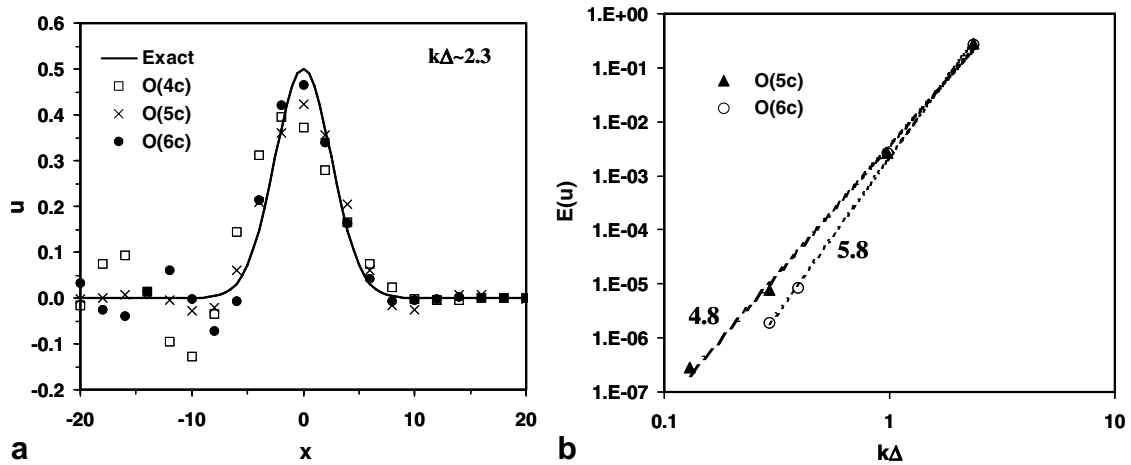 0.6
0.5
0.4
0.3
0.2
0.1
0.0
-0.1
-0.2
-20
-10
0
10
20
u
x
Exact
O(4c)
O(5c)
O(6c)
kΔ~2.3
a
1.E+00
1.E-01
1.E-02
1.E-03
1.E-04
1.E-05
1.E-06
1.E-07
0.1
1
10
E(u)
kΔ
O(5c)
O(6c)
5.8
4.8
b